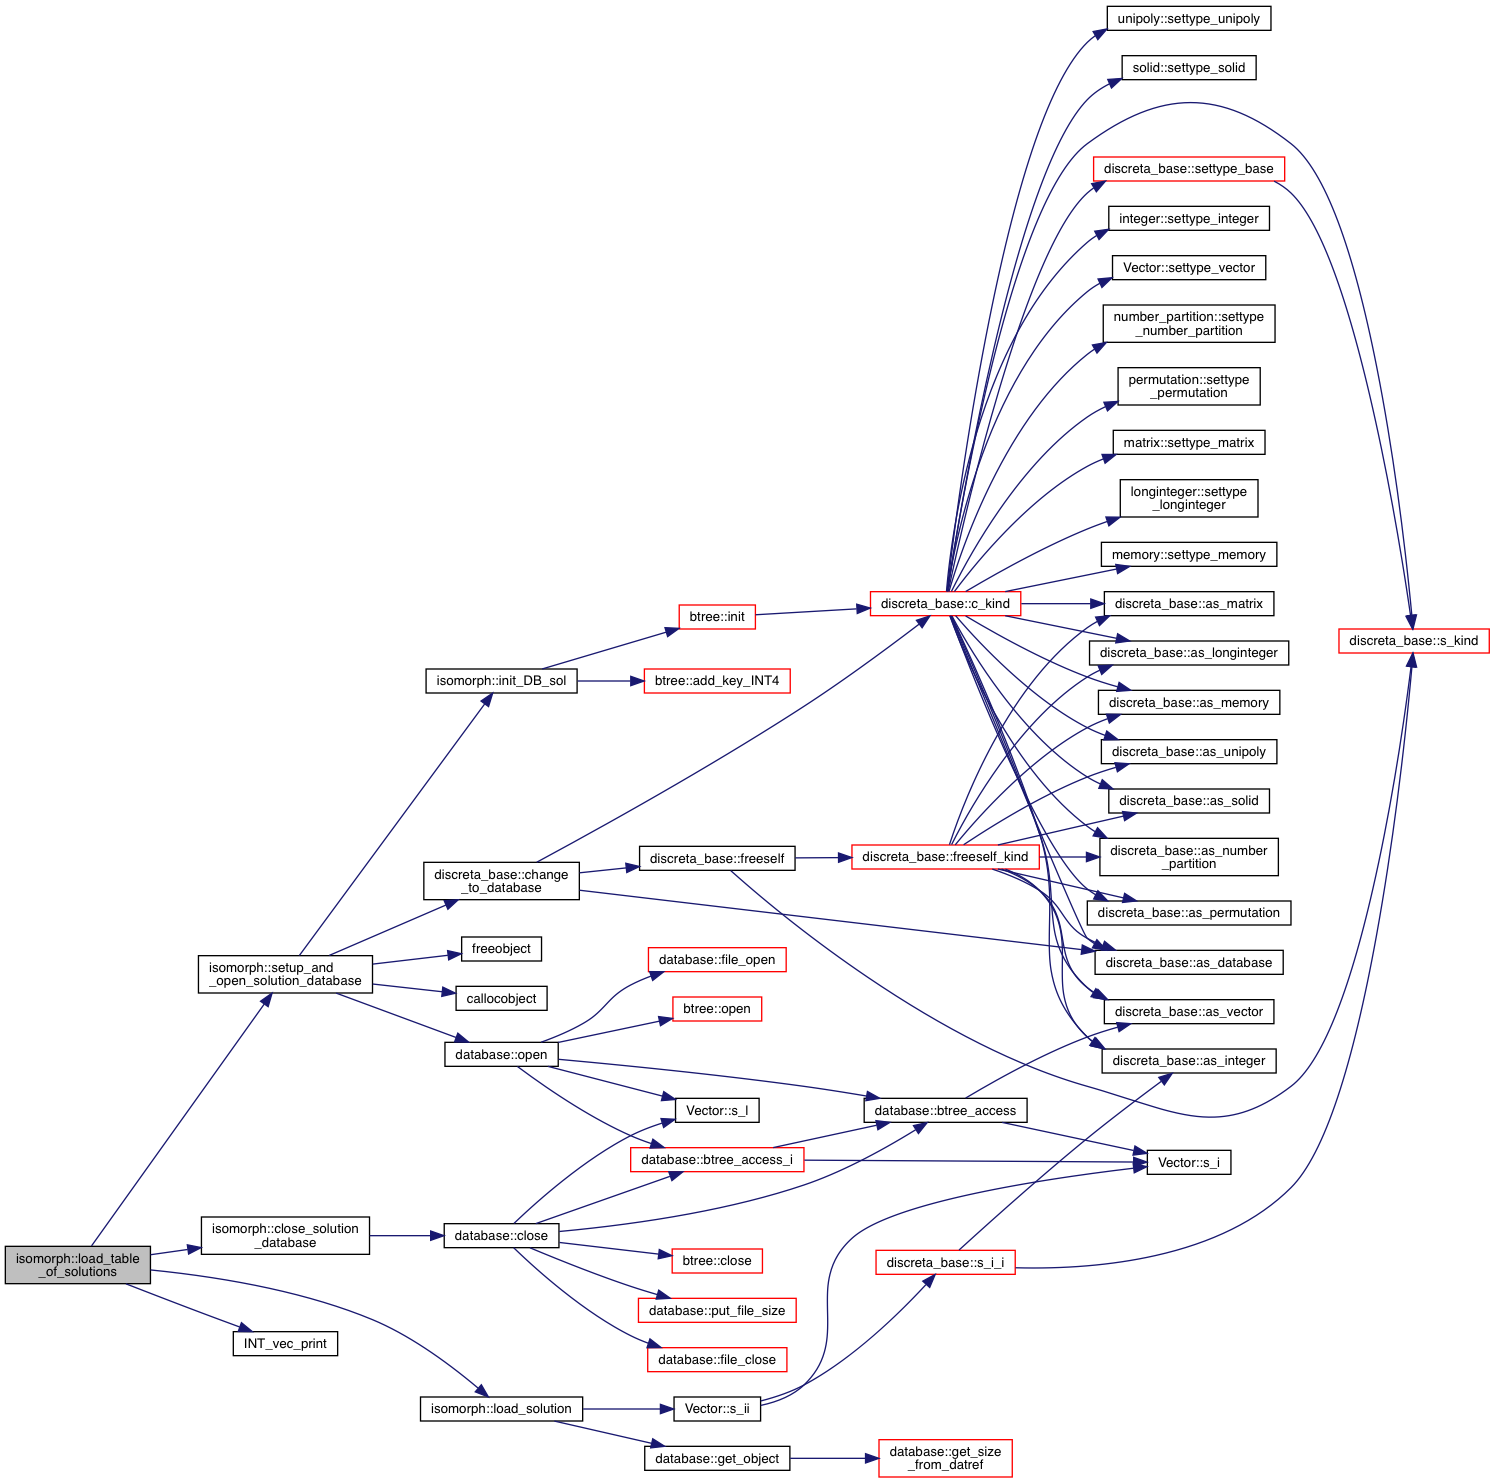 unipoly::settype_unipoly
solid::settype_solid
discreta_base::settype_base
integer::settype_integer
Vector::settype_vector
number_partition::settype
_number_partition
permutation::settype
_permutation
matrix::settype_matrix
longinteger::settype
_longinteger
memory::settype_memory
discreta_base::as_matrix
discreta_base::as_longinteger
discreta_base::as_memory
discreta_base::as_unipoly
discreta_base::as_solid
discreta_base::as_number
_partition
discreta_base::as_permutation
discreta_base::as_database
discreta_base::as_vector
discreta_base::as_integer
discreta_base::s_kind
discreta_base::c_kind
btree::init
isomorph::init_DB_sol
btree::add_key_INT4
discreta_base::freeself
discreta_base::freeself_kind
discreta_base::change
_to_database
freeobject
isomorph::setup_and
_open_solution_database
callocobject
database::file_open
btree::open
database::open
Vector::s_l
database::btree_access
database::btree_access_i
Vector::s_i
isomorph::close_solution
_database
database::close
isomorph::load_table
_of_solutions
btree::close
discreta_base::s_i_i
database::put_file_size
INT_vec_print
database::file_close
isomorph::load_solution
Vector::s_ii
database::get_object
database::get_size
_from_datref